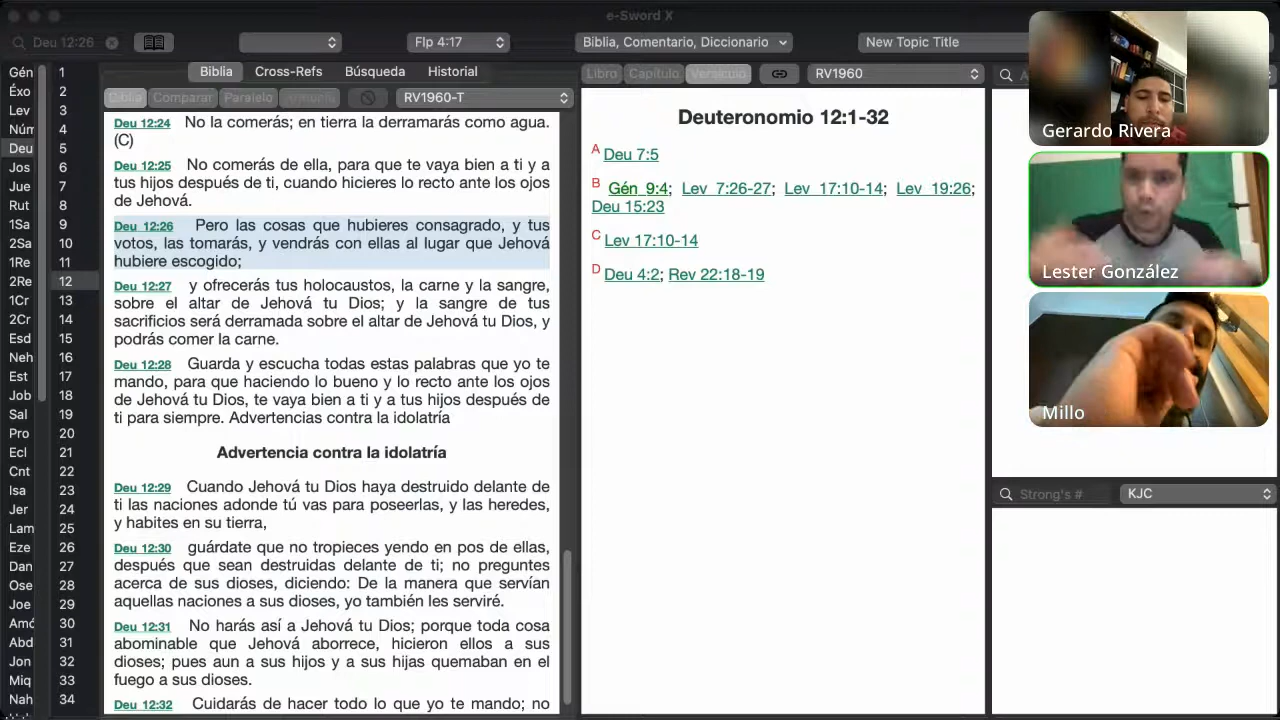 e-Sword X
Deu 12:26
Flp 4:17
Biblia, Comentario, Diccionario
New Topic Title
Biblia Cross-Refs Búsqueda Historial
Biblia Comparar Paralelo
RV1960-T
Libro Capítulo Versículo
RV1960
Gén
Éxo
Lev
Núm
Deu
Jos
Jue
Rut
1Sa
2Sa
1Re
2Re
1Cr
2Cr
Esd
Neh
Est
Job
Sal
Pro
Ecl
Cnt
Isa
Jer
Lam
Eze
Dan
Ose
Joe
Amó
Abd
Jon
Miq
Nah
1
2
3
4
5
6
7
8
9
10
11
12
13
14
15
16
17
18
19
20
21
22
23
24
25
26
27
28
29
30
31
32
33
34
Deu 12:24 No la comerás; en tierra la derramarás como agua.
(C)
Deu 12:25 No comerás de ella, para que te vaya bien a ti y a
tus hijos después de ti, cuando hicieres lo recto ante los ojos
de Jehová.
Deu 12:26 Pero las cosas que hubieres consagrado, y tus
votos, las tomarás, y vendrás con ellas al lugar que Jehová
hubiere escogido;
Deu 12:27 y ofrecerás tus holocaustos, la carne y la sangre,
sobre el altar de Jehová tu Dios; y la sangre de tus
sacrificios será derramada sobre el altar de Jehová tu Dios, y
podrás comer la carne.
Deu 12:28 Guarda y escucha todas estas palabras que yo te
mando, para que haciendo lo bueno y lo recto ante los ojos
de Jehová tu Dios, te vaya bien a ti y a tus hijos después de
ti para siempre. Advertencias contra la idolatría
Advertencia contra la idolatría
Deu 12:29 Cuando Jehová tu Dios haya destruido delante de
ti las naciones adonde tú vas para poseerlas, y las heredes,
y habites en su tierra,
Deu 12:30 guárdate que no tropieces yendo en pos de ellas,
después que sean destruidas delante de ti; no preguntes
acerca de sus dioses, diciendo: De la manera que servían
aquellas naciones a sus dioses, yo también les serviré.
Deu 12:31 No harás así a Jehová tu Dios; porque toda cosa
abominable que Jehová aborrece, hicieron ellos a sus
dioses; pues aun a sus hijos y a sus hijas quemaban en el
fuego a sus dioses.
Deu 12:32 Cuidarás de hacer todo lo que yo te mando; no
Deuteronomio 12:1-32
A Deu 7:5
B Gén 9:4; Lev 7:26-27; Lev 17:10-14; Lev 19:26;
Deu 15:23
C Lev 17:10-14
D Deu 4:2; Rev 22:18-19
Gerardo Rivera
Lester González
Millo
Strong's #
KJC